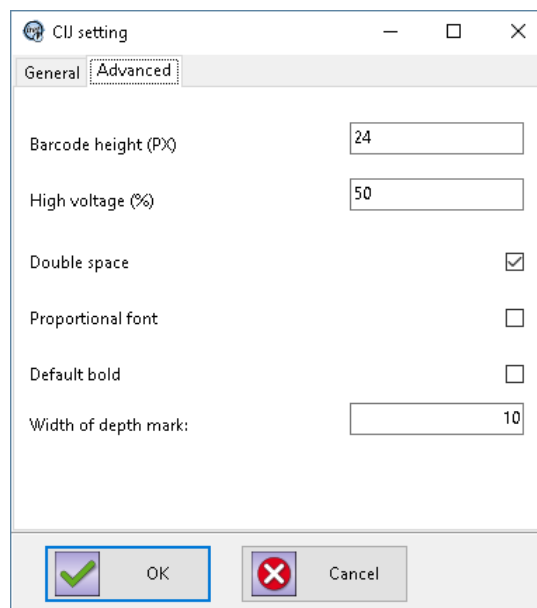 CIJ setting
General Advanced
Barcode height (PX) 24
High voltage (%) 50
Double space
Proportional font
Default bold
Width of depth mark: 10
OK Cancel